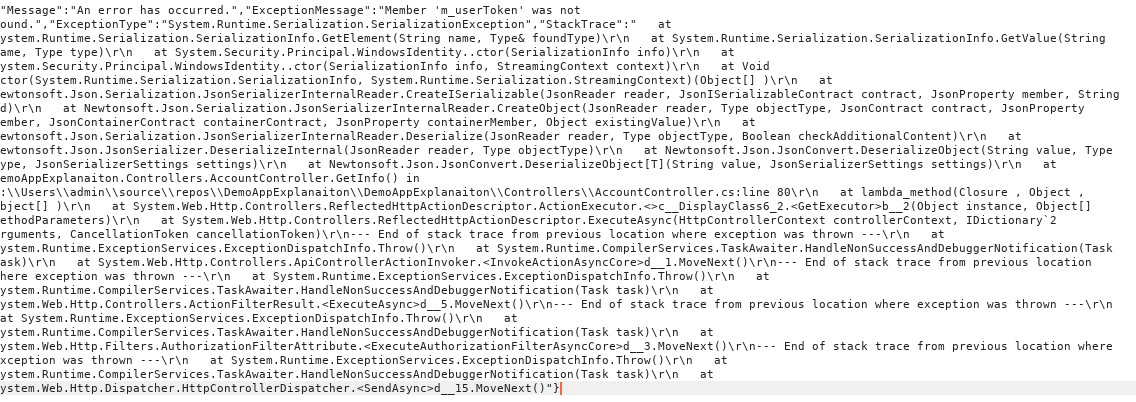 "Message":"An error has occurred.","ExceptionMessage":"Member 'm_userToken' was not
ound.","ExceptionType":"System.Runtime.Serialization.SerializationException","StackTrace":"   at
ystem.Runtime.Serialization.SerializationInfo.GetElement(String name, Type& foundType)\r\n   at System.Runtime.Serialization.SerializationInfo.GetValue(String
ame, Type type)\r\n   at System.Security.Principal.WindowsIdentity..ctor(SerializationInfo info)\r\n   at
ystem.Security.Principal.WindowsIdentity..ctor(SerializationInfo info, StreamingContext context)\r\n   at Void
ctor(System.Runtime.Serialization.SerializationInfo, System.Runtime.Serialization.StreamingContext)(Object[] )\r\n   at
ewtonsoft.Json.Serialization.JsonSerializerInternalReader.CreateISerializable(JsonReader reader, JsonISerializableContract contract, JsonProperty member, String
d)\r\n   at Newtonsoft.Json.Serialization.JsonSerializerInternalReader.CreateObject(JsonReader reader, Type objectType, JsonContract contract, JsonProperty
ember, JsonContainerContract containerContract, JsonProperty containerMember, Object existingValue)\r\n   at
ewtonsoft.Json.Serialization.JsonSerializerInternalReader.Deserialize(JsonReader reader, Type objectType, Boolean checkAdditionalContent)\r\n   at
ewtonsoft.Json.JsonSerializer.DeserializeInternal(JsonReader reader, Type objectType)\r\n   at Newtonsoft.Json.JsonConvert.DeserializeObject(String value, Type
ype, JsonSerializerSettings settings)\r\n   at Newtonsoft.Json.JsonConvert.DeserializeObject[T](String value, JsonSerializerSettings settings)\r\n   at
emoAppExplanaiton.Controllers.AccountController.GetInfo() in
:\\Users\\admin\\source\\repos\\DemoAppExplanaiton\\DemoAppExplanaiton\\Controllers\\AccountController.cs:line 80\r\n   at lambda_method(Closure , Object ,
bject[] )\r\n   at System.Web.Http.Controllers.ReflectedHttpActionDescriptor.ActionExecutor.<>c__DisplayClass6_2.<GetExecutor>b__2(Object instance, Object[]
ethodParameters)\r\n   at System.Web.Http.Controllers.ReflectedHttpActionDescriptor.ExecuteAsync(HttpControllerContext controllerContext, IDictionary`2
rguments, CancellationToken cancellationToken)\r\n--- End of stack trace from previous location where exception was thrown ---\r\n   at
ystem.Runtime.ExceptionServices.ExceptionDispatchInfo.Throw()\r\n   at System.Runtime.CompilerServices.TaskAwaiter.HandleNonSuccessAndDebuggerNotification(Task
ask)\r\n   at System.Web.Http.Controllers.ApiControllerActionInvoker.<InvokeActionAsyncCore>d__1.MoveNext()\r\n--- End of stack trace from previous location
here exception was thrown ---\r\n   at System.Runtime.ExceptionServices.ExceptionDispatchInfo.Throw()\r\n   at
ystem.Runtime.CompilerServices.TaskAwaiter.HandleNonSuccessAndDebuggerNotification(Task task)\r\n   at
ystem.Web.Http.Controllers.ActionFilterResult.<ExecuteAsync>d__5.MoveNext()\r\n--- End of stack trace from previous location where exception was thrown ---\r\n
at System.Runtime.ExceptionServices.ExceptionDispatchInfo.Throw()\r\n   at
ystem.Runtime.CompilerServices.TaskAwaiter.HandleNonSuccessAndDebuggerNotification(Task task)\r\n   at
ystem.Web.Http.Filters.AuthorizationFilterAttribute.<ExecuteAuthorizationFilterAsyncCore>d__3.MoveNext()\r\n--- End of stack trace from previous location where
xception was thrown ---\r\n   at System.Runtime.ExceptionServices.ExceptionDispatchInfo.Throw()\r\n   at
ystem.Runtime.CompilerServices.TaskAwaiter.HandleNonSuccessAndDebuggerNotification(Task task)\r\n   at
ystem.Web.Http.Dispatcher.HttpControllerDispatcher.<SendAsync>d__15.MoveNext()"}